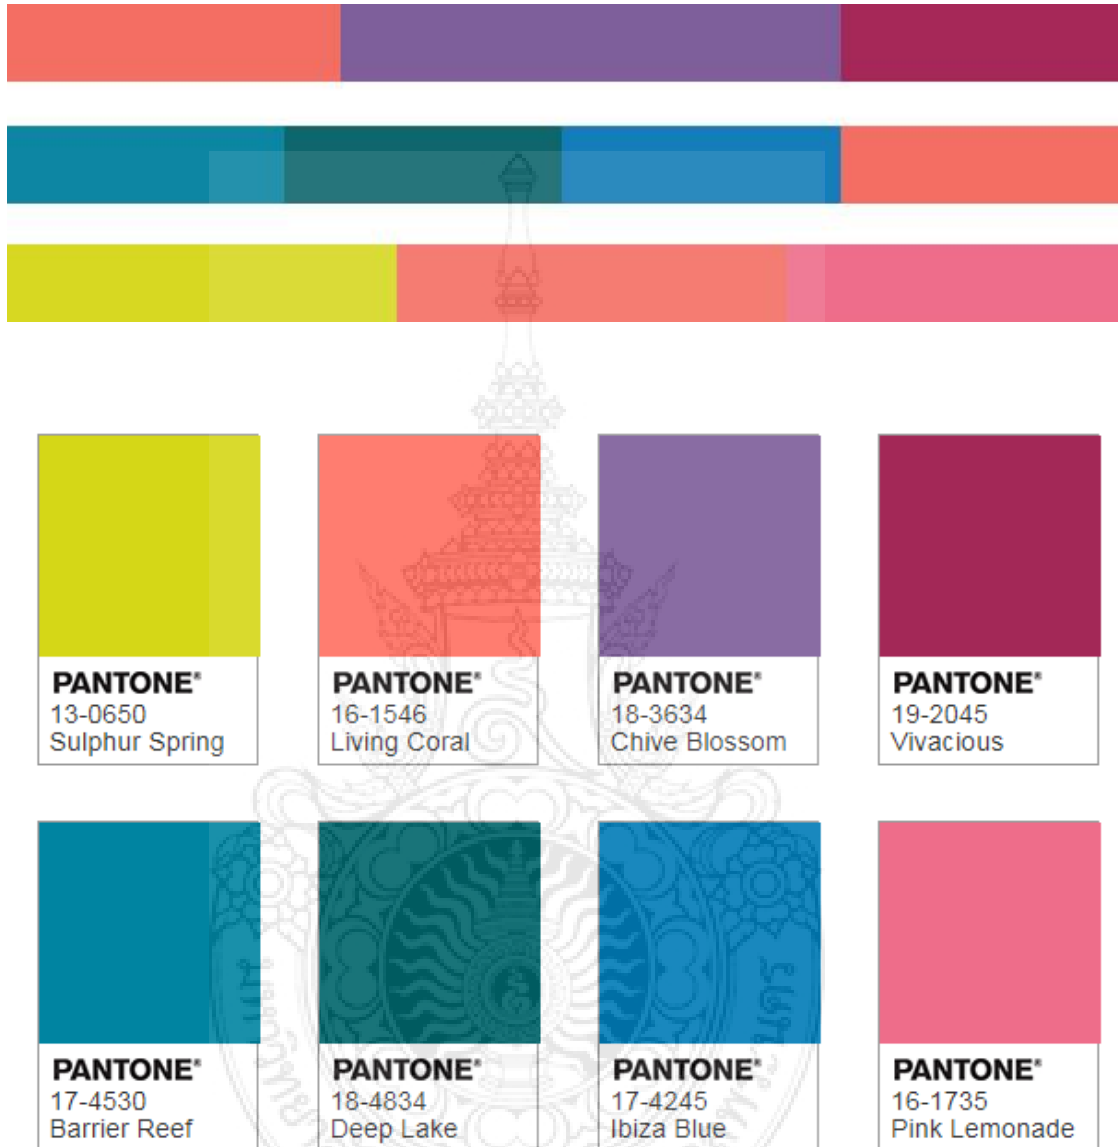 PANTONE®
13-0650
Sulphur Spring
PANTONE®
16-1546
Living Coral
PANTONE®
18-3634
Chive Blossom
PANTONE®
19-2045
Vivacious
PANTONE®
17-4530
Barrier Reef
PANTONE®
18-4834
Deep Lake
PANTONE®
17-4245
Ibiza Blue
PANTONE®
16-1735
Pink Lemonade